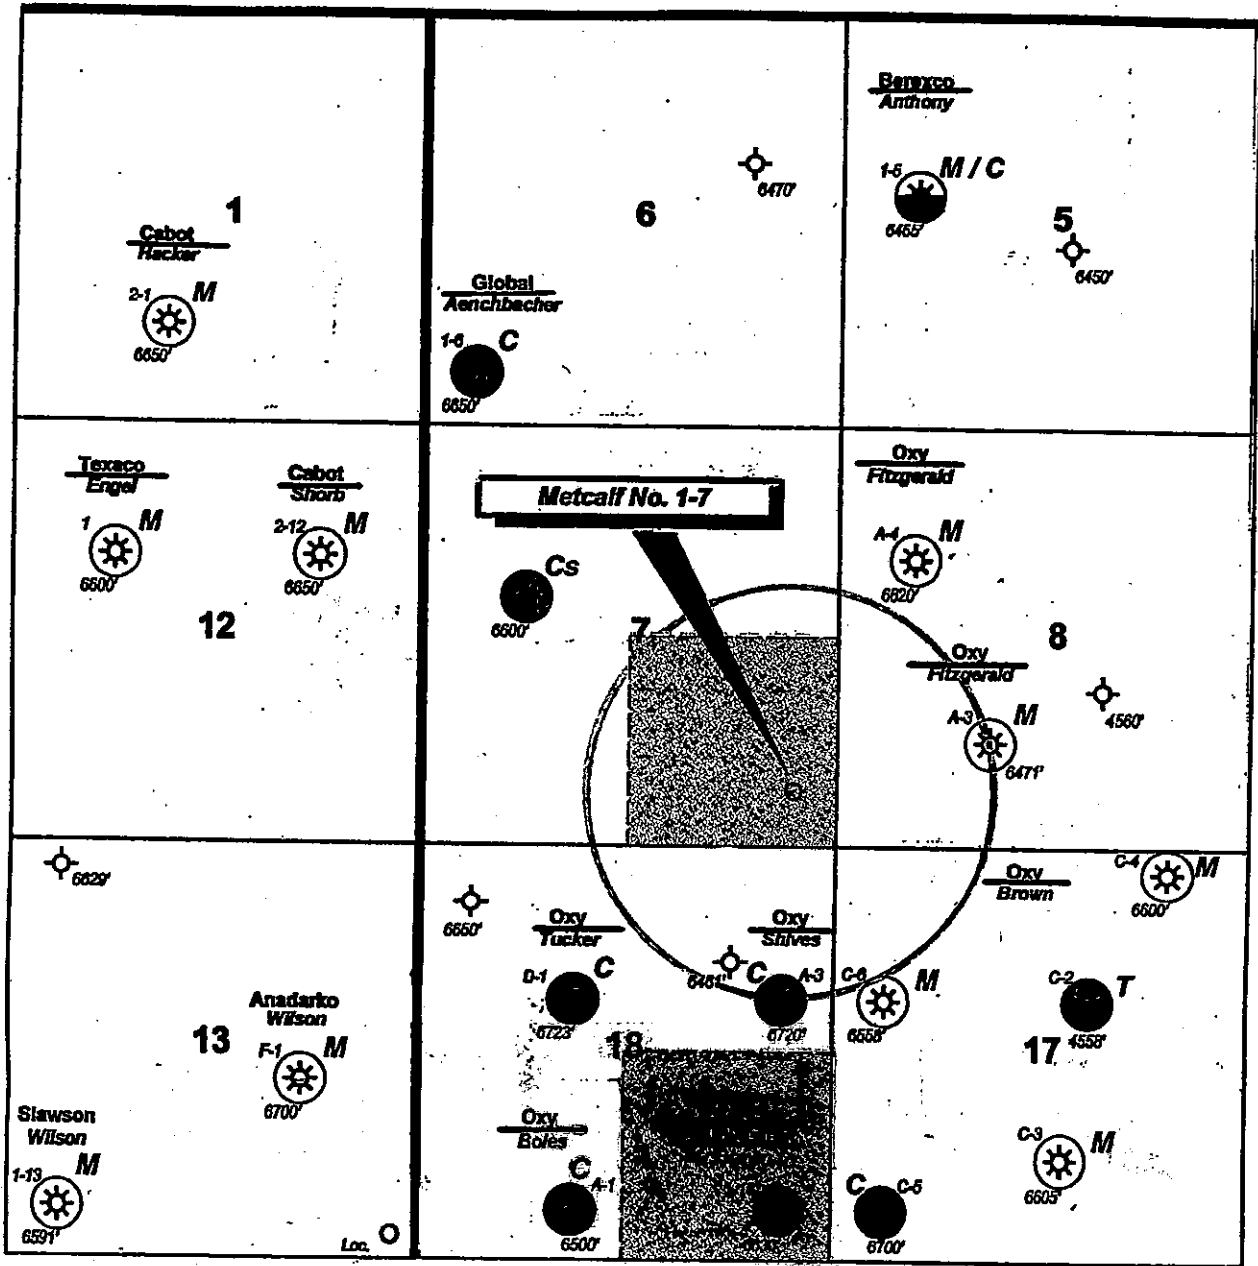 1
Cabot
Hacker
2-1 M
6650'
6
6470'
Global
Aenchbacher
1-6 C
6650'
Berexco
Anthony
1-5 M / C
6465'
5
6450'
Texaco
Engel
1 M
6600'
Cabot
Shorb
2-12 M
6650'
12
Metcalf No. 1-7
Cs
6600'
7
Oxy
Fitzgerald
A-4 M
6620'
8
Oxy
Fitzgerald
A-3 M
6471'
4560'
6629'
13
Anadarko
Wilson
F-1 M
6700'
Slawson
Wilson
1-13 M
6591'
Loc.
6650'
Oxy
Tucker
D-1 C
6723'
Oxy
Shives
6461' C A-3
6720'
18
Oxy
Boles
C A-1
6500'
Oxy
Brown
C-4 M
6600'
C-6 M
6558'
C-2 T
4558'
17
C-3 M
6605'
C C-5
6700'